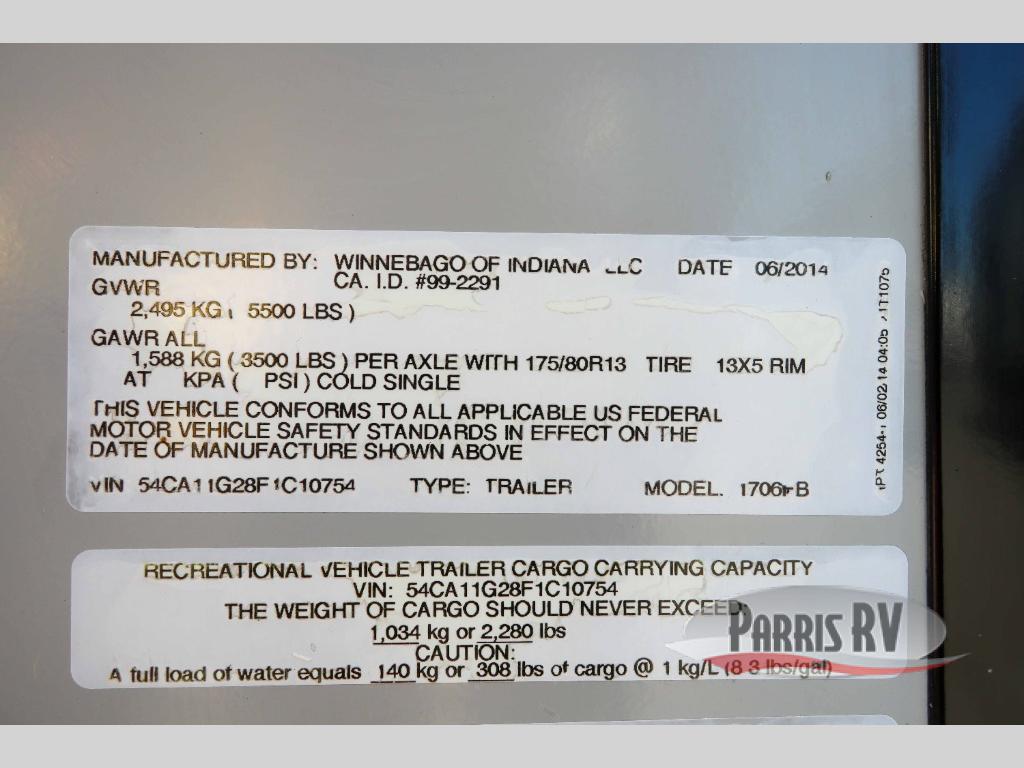 MANUFACTURED BY: WINNEBAGO OF INDIANA LLC DATE 06/2014
CA. I.D. #99-2291
GVWR
2,495 KG ( 5500 LBS )
GAWR ALL
1,588 KG ( 3500 LBS ) PER AXLE WITH 175/80R13 TIRE 13X5 RIM
AT KPA ( PSI ) COLD SINGLE
THIS VEHICLE CONFORMS TO ALL APPLICABLE US FEDERAL
MOTOR VEHICLE SAFETY STANDARDS IN EFFECT ON THE
DATE OF MANUFACTURE SHOWN ABOVE
VIN 54CA11G28F1C10754 TYPE: TRAILER MODEL. 1706FB
06/02/14 04:05
RECREATIONAL VEHICLE TRAILER CARGO CARRYING CAPACITY
VIN: 54CA11G28F1C10754
THE WEIGHT OF CARGO SHOULD NEVER EXCEED:
1,034 kg or 2,280 lbs
CAUTION:
A full load of water equals 140 kg or 308 lbs of cargo @ 1 kg/L (8.3 lbs/gal)
PARRIS RV